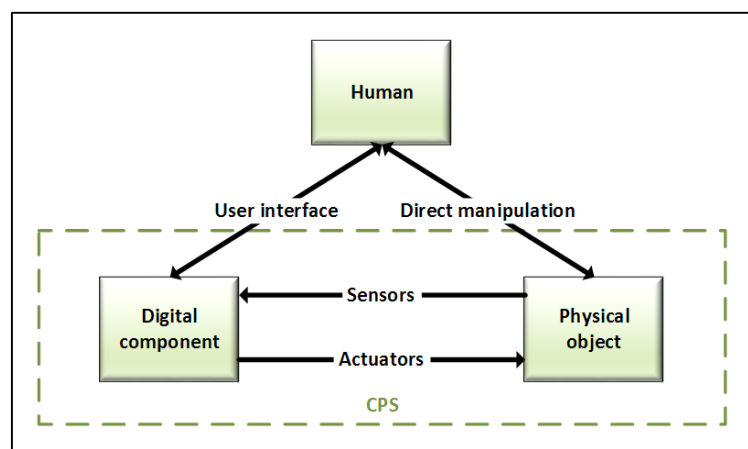 Human
User interface
Direct manipulation
Digital
component
Sensors
Actuators
Physical
object
CPS